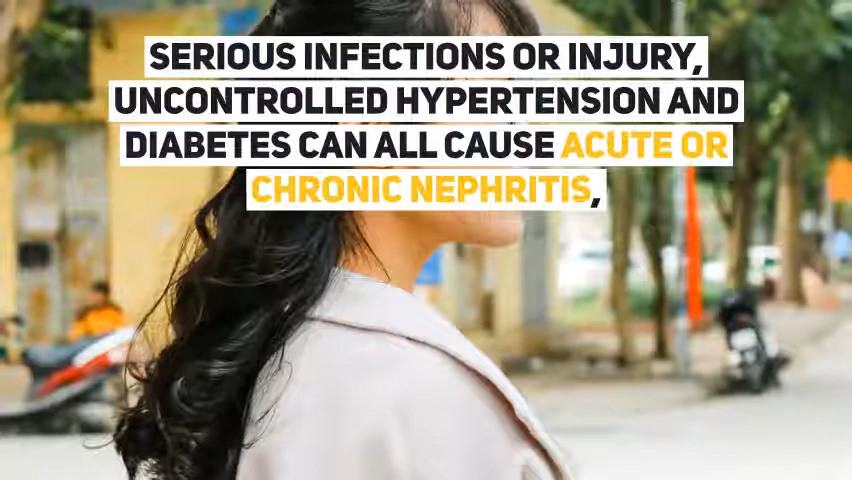 SERIOUS INFECTIONS OR INJURY,
UNCONTROLLED HYPERTENSION AND
DIABETES CAN ALL CAUSE ACUTE OR
CHRONIC NEPHRITIS,